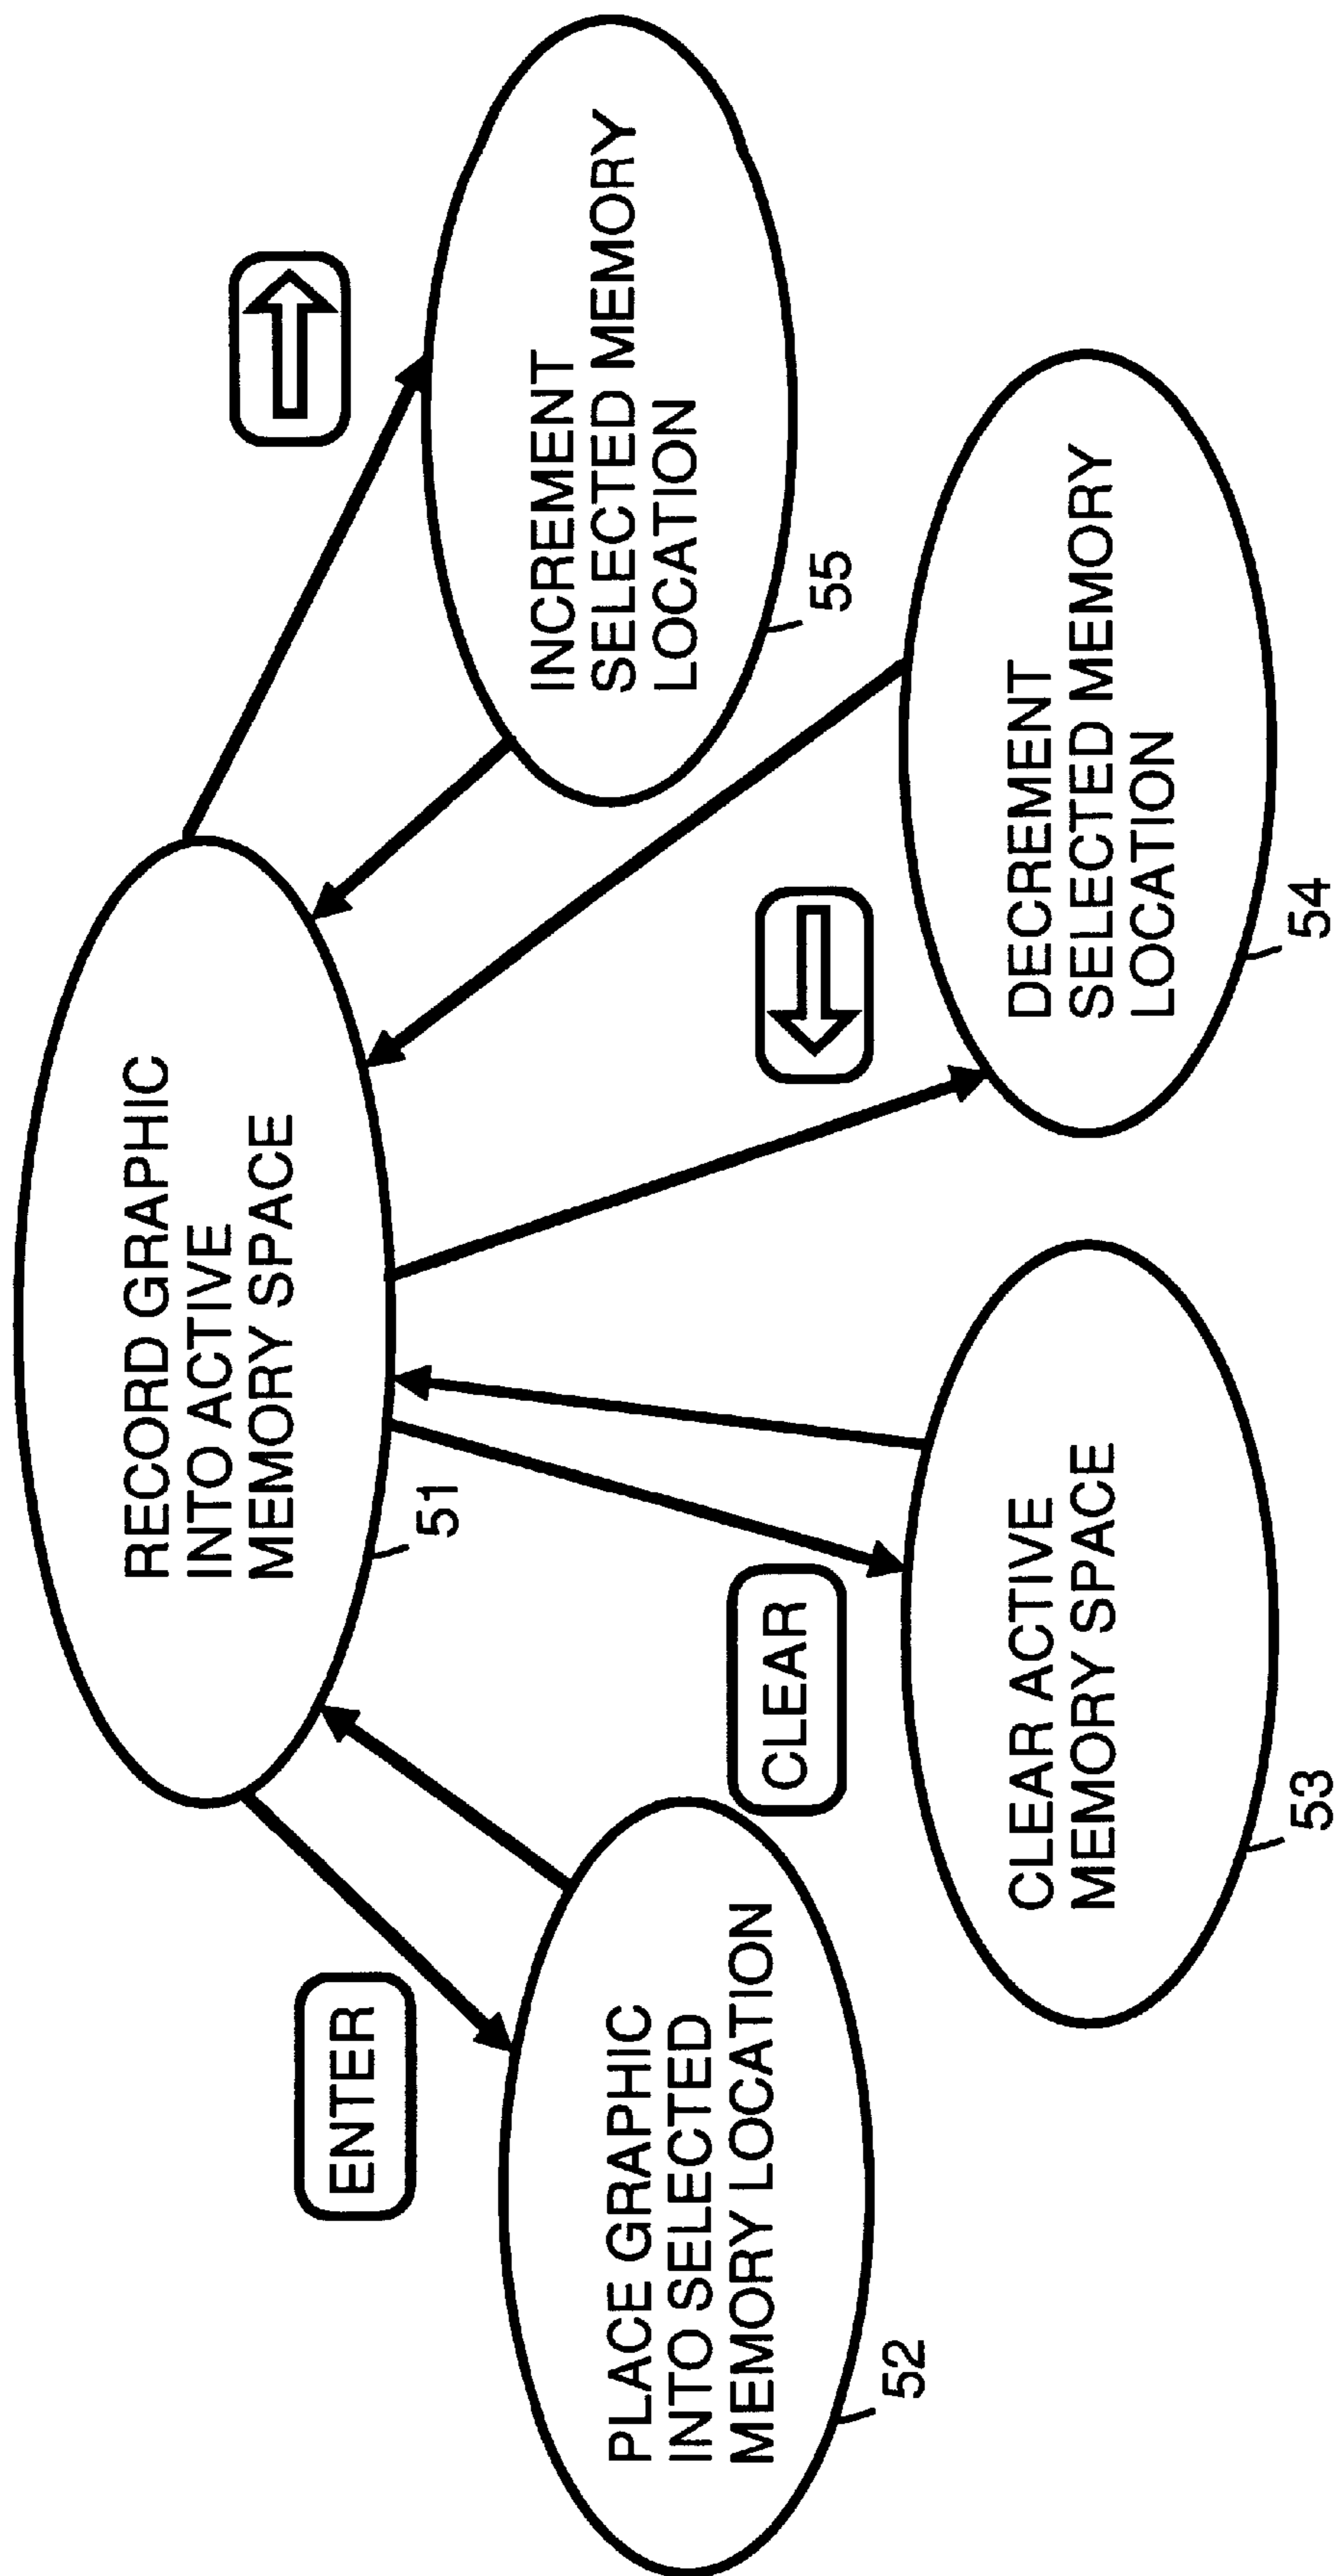 RECORD GRAPHIC
INTO ACTIVE
MEMORY SPACE
51
ENTER
PLACE GRAPHIC
INTO SELECTED
MEMORY LOCATION
52
CLEAR
CLEAR ACTIVE
MEMORY SPACE
53
DECREMENT
SELECTED MEMORY
LOCATION
54
INCREMENT
SELECTED MEMORY
LOCATION
55